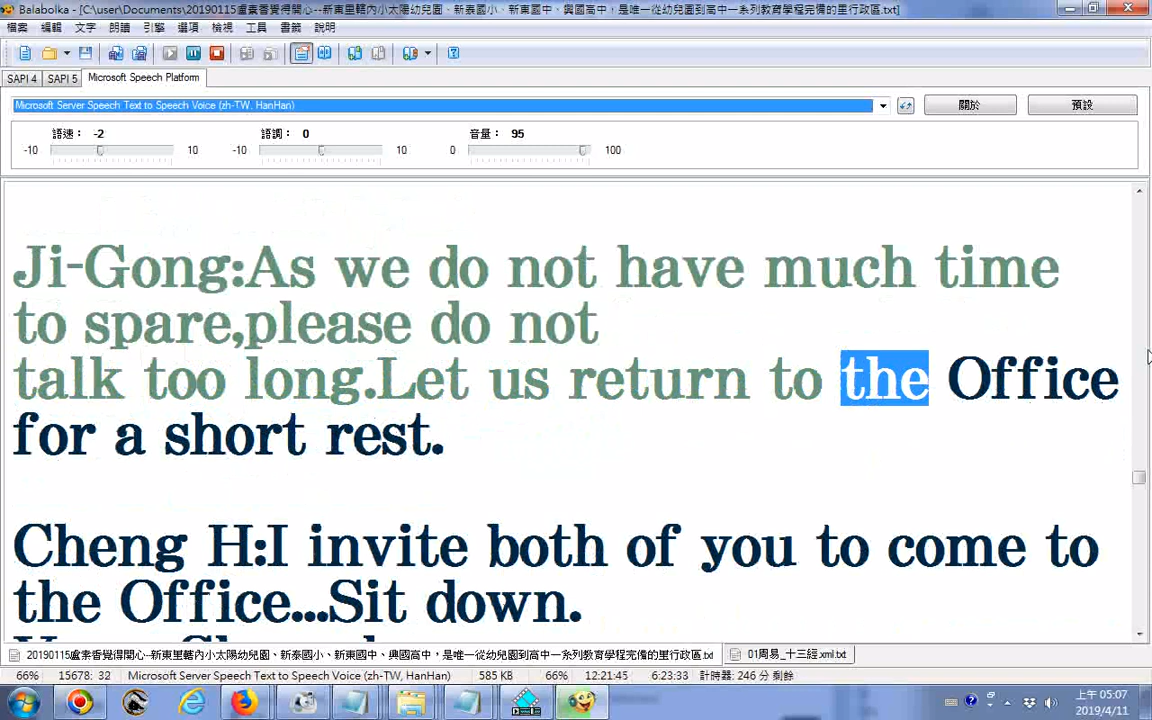 Balabolka - [C:\user\Documents\20190115盧素香覺得開心--新東里轄內小太陽幼兒園、新泰國小、新東國中、興國高中，是唯一從幼兒園到高中一系列教育學程完備的里行政區.txt]
檔案 編輯 文字 朗讀 引擎 選項 檢視 工具 書籤 說明
SAPI 4 SAPI 5 Microsoft Speech Platform
Microsoft Server Speech Text to Speech Voice (zh-TW, HanHan) 關於 預設
語速： -2 語調： 0 音量： 95
-10 10 -10 10 0 100
Ji-Gong:As we do not have much time
to spare,please do not
talk too long.Let us return to the Office
for a short rest.
Cheng H:I invite both of you to come to
the Office...Sit down.
20190115盧素香覺得開心--新東里轄內小太陽幼兒園、新泰國小、新東國中、興國高中，是唯一從幼兒園到高中一系列教育學程完備的里行政區.txt 01周易_十三經.xml.txt
66% 15678: 32 Microsoft Server Speech Text to Speech Voice (zh-TW, HanHan) 585 KB 66% 12:21:45 6:23:33 計時器: 246 分 剩餘
上午 05:07
2019/4/11